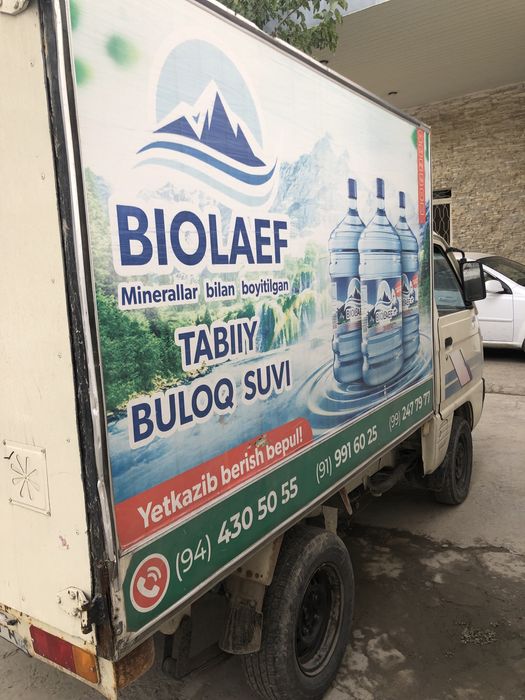 BIOLAEF
Minerallar bilan boyitilgan
TABIIY
BULOQ SUVI
Yetkazib berish bepul!
(94) 430 50 55
(91) 991 60 25
(99) 247 79 77
BIOLAEF